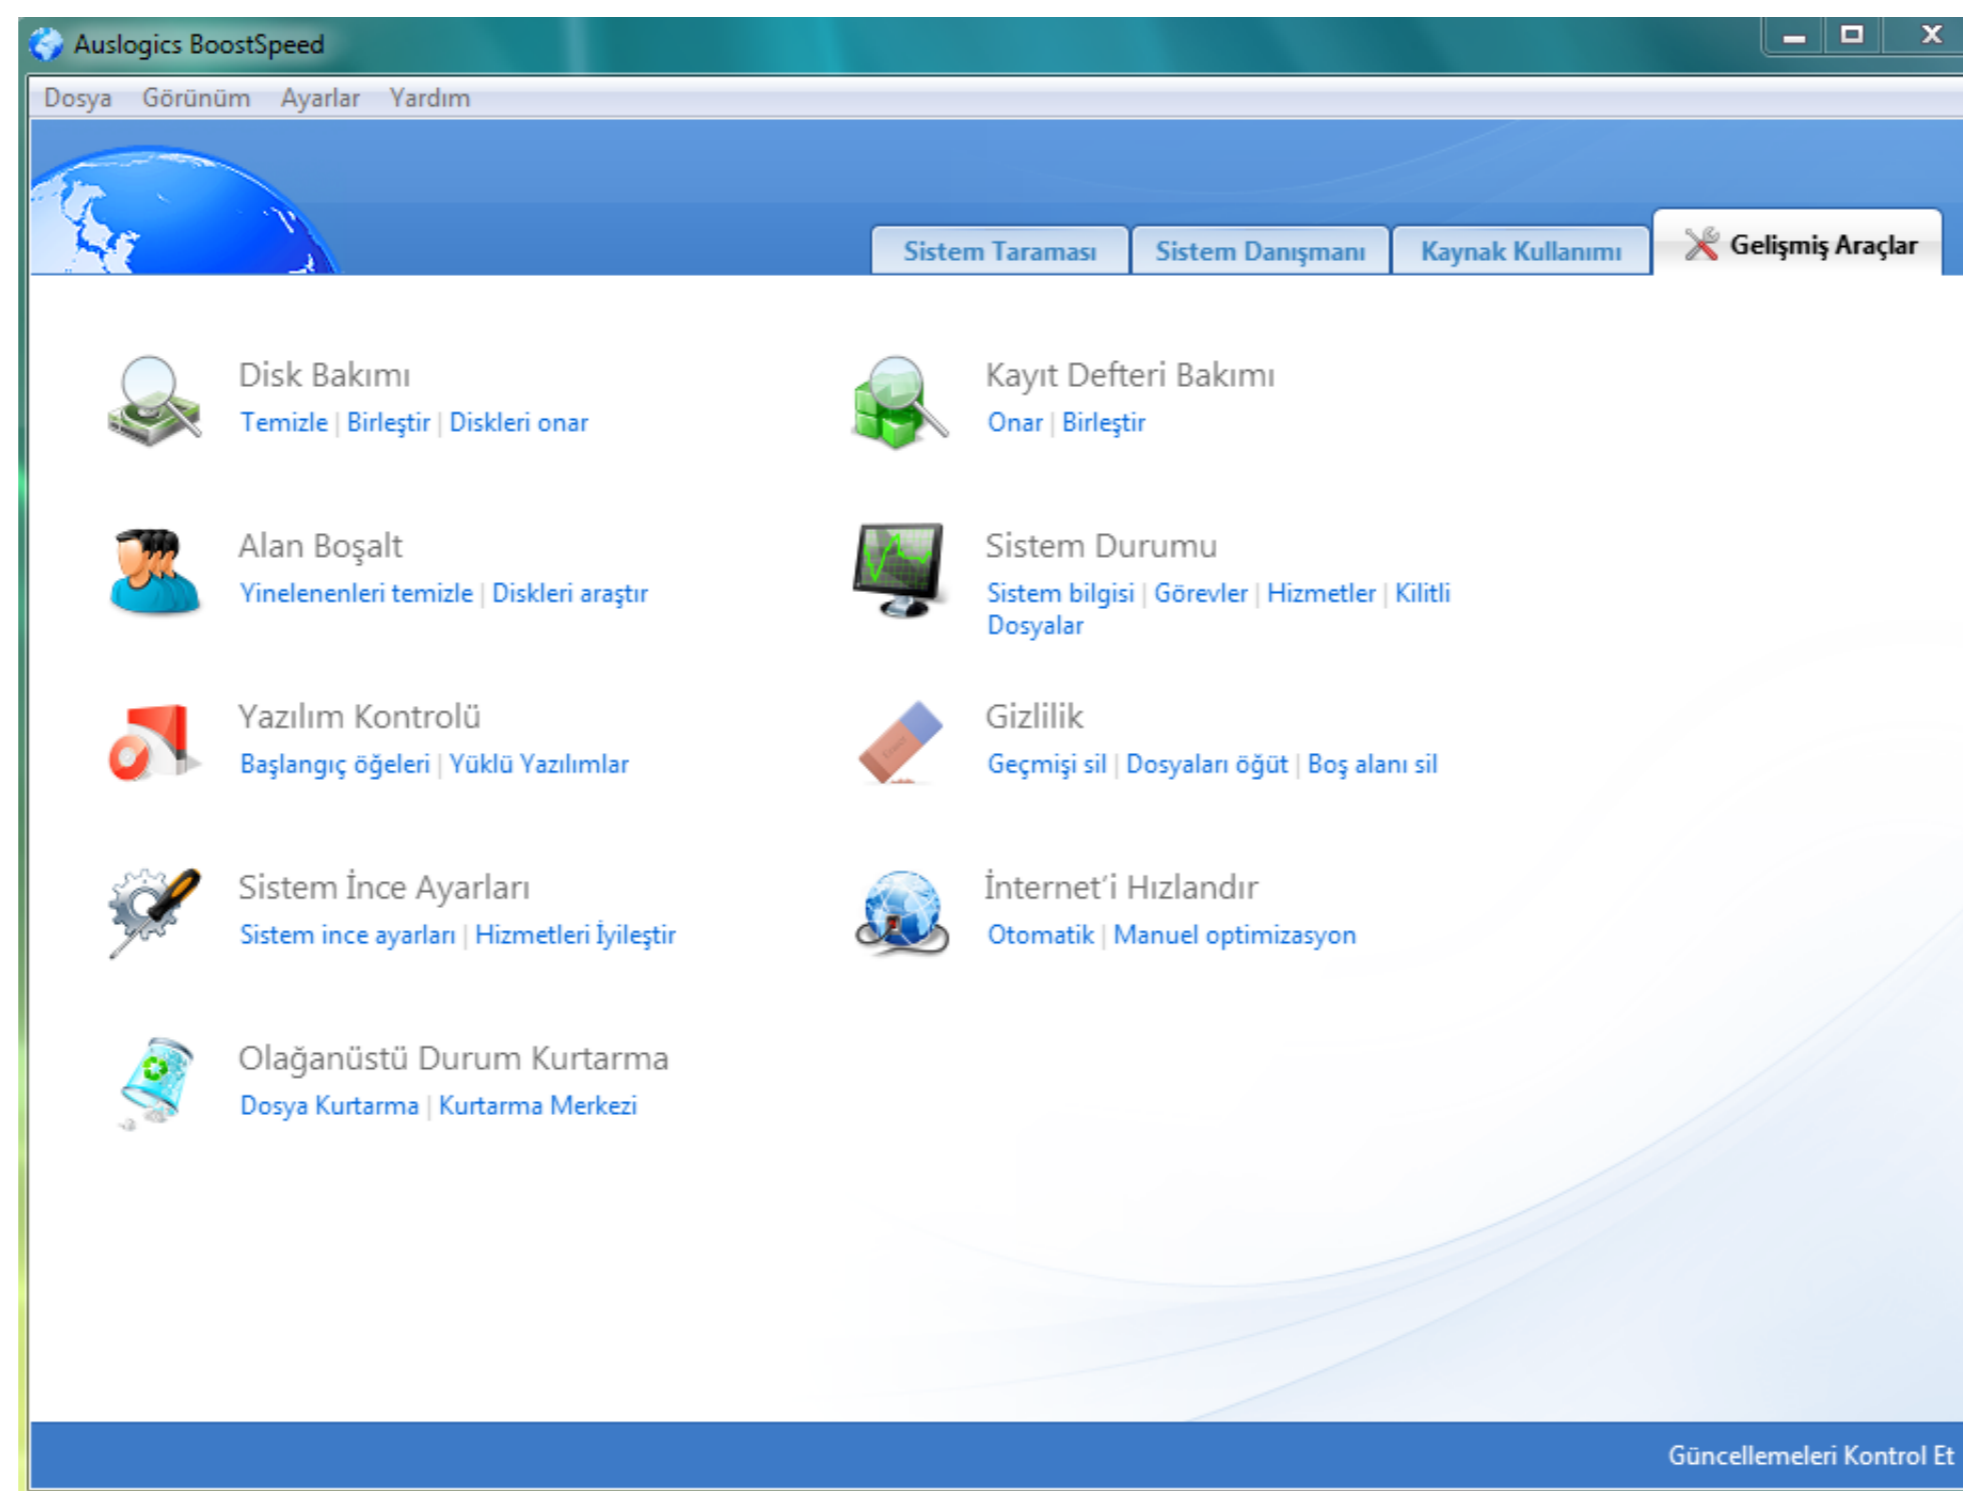 Auslogics BoostSpeed
Dosya Görünüm Ayarlar Yardım
Sistem Taraması Sistem Danışmanı Kaynak Kullanımı Gelişmiş Araçlar
Disk Bakımı
Temizle | Birleştir | Diskleri onar
Kayıt Defteri Bakımı
Onar | Birleştir
Alan Boşalt
Yinelenenleri temizle | Diskleri araştır
Sistem Durumu
Sistem bilgisi | Görevler | Hizmetler | Kilitli
Dosyalar
Yazılım Kontrolü
Başlangıç öğeleri | Yüklü Yazılımlar
Gizlilik
Geçmişi sil | Dosyaları öğüt | Boş alanı sil
Sistem İnce Ayarları
Sistem ince ayarları | Hizmetleri İyileştir
İnternet’i Hızlandır
Otomatik | Manuel optimizasyon
Olağanüstü Durum Kurtarma
Dosya Kurtarma | Kurtarma Merkezi
Güncellemeleri Kontrol Et